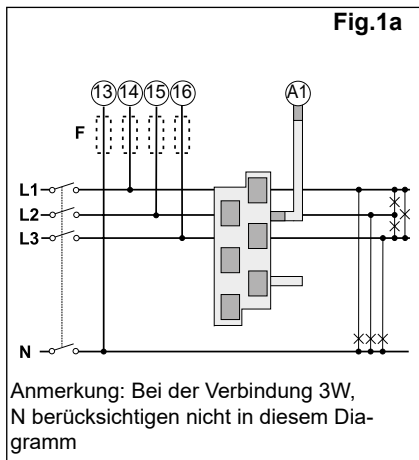 Fig.1a
13 14 15 16 A1
F
L1
L2
L3
N
Anmerkung: Bei der Verbindung 3W,
N berücksichtigen nicht in diesem Dia-
gramm